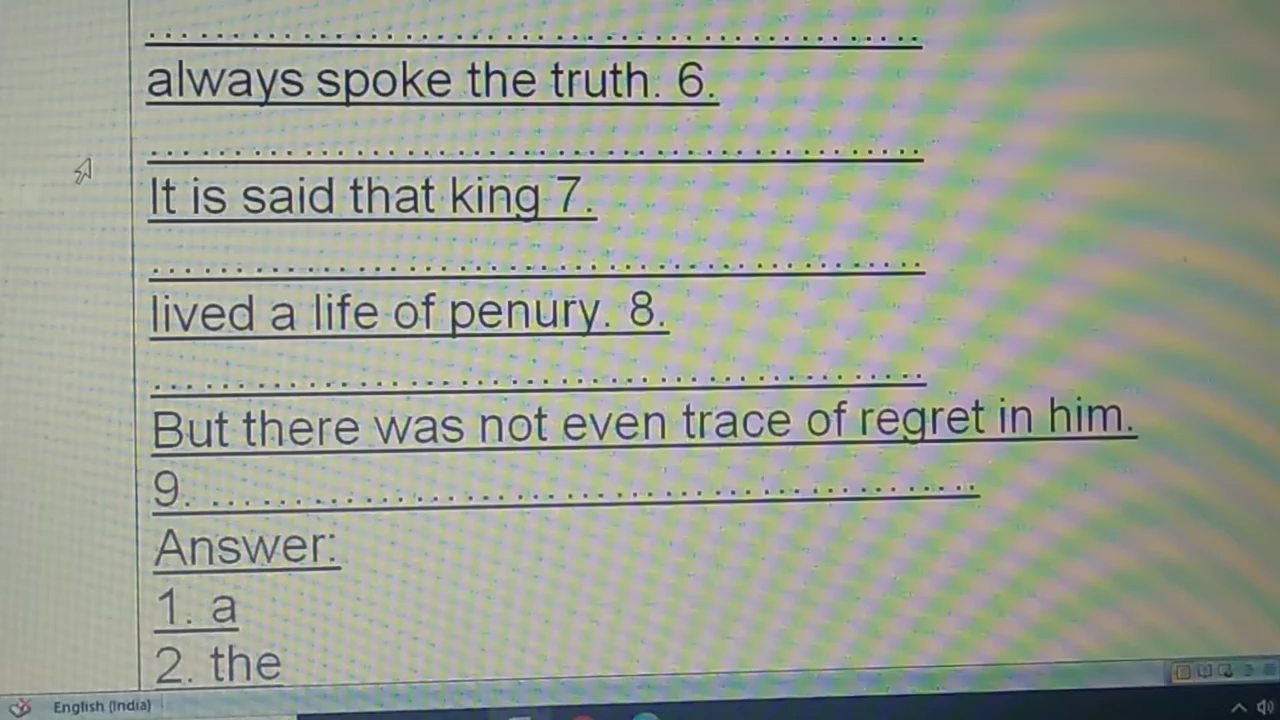 ..........................................................
always spoke the truth. 6.
..........................................................
It is said that king 7.
..........................................................
lived a life of penury. 8.
..........................................................
But there was not even trace of regret in him.
9. ..........................................................
Answer:
1. a
2. the
English (India)